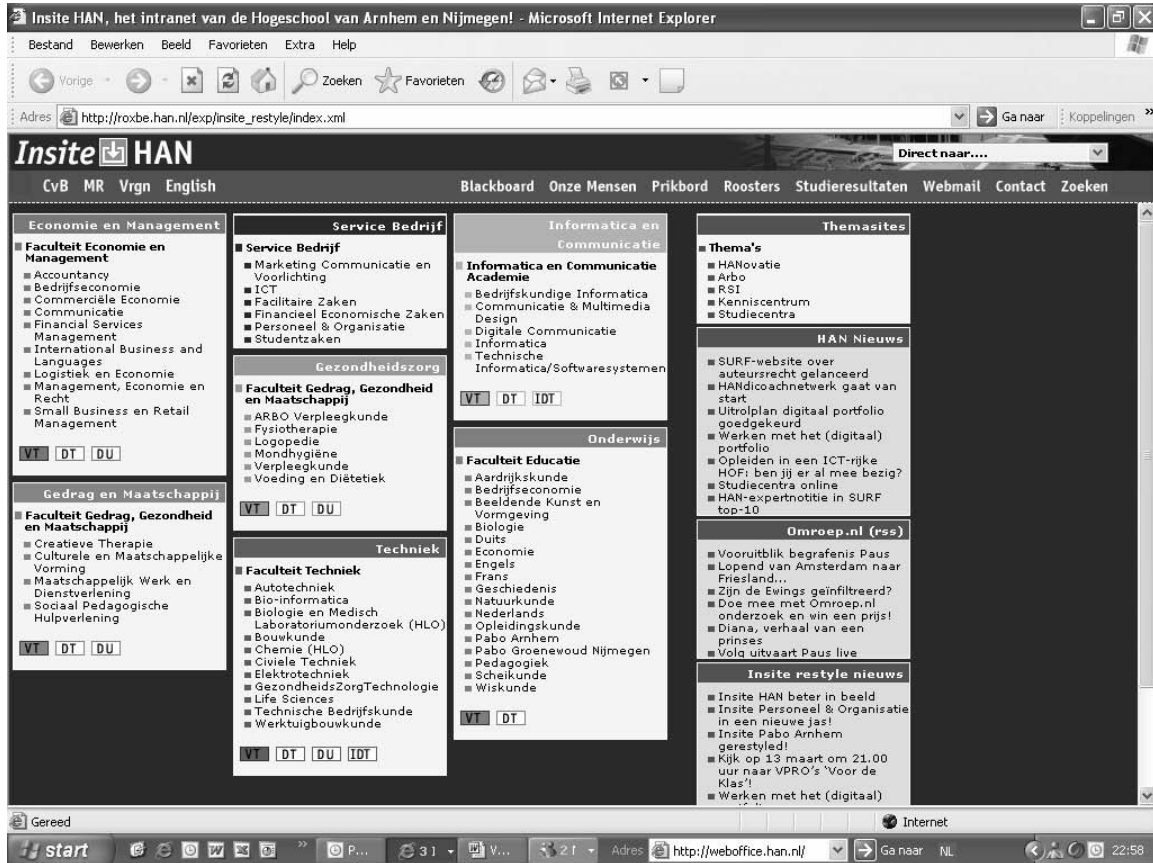 Insite HAN, het intranet van de Hogeschool van Arnhem en Nijmegen! - Microsoft Internet Explorer
Bestand Bewerken Beeld Favorieten Extra Help
Vorige Zoeken Favorieten
Adres http://roxbe.han.nl/exp/insite_restyle/index.xml Ga naar Koppelingen »
Insite HAN
Direct naar....
CvB MR Vrgn English Blackboard Onze Mensen Prikbord Roosters Studieresultaten Webmail Contact Zoeken
Economie en Management
Faculteit Economie en
Management
Accountancy
Bedrijfseconomie
Commerciële Economie
Communicatie
Financial Services
Management
International Business and
Languages
Logistiek en Economie
Management, Economie en
Recht
Small Business en Retail
Management
VT DT DU
Gedrag en Maatschappij
Faculteit Gedrag, Gezondheid
en Maatschappij
Creatieve Therapie
Culturele en Maatschappelijke
Vorming
Maatschappelijk Werk en
Dienstverlening
Sociaal Pedagogische
Hulpverlening
VT DT DU
Service Bedrijf
Service Bedrijf
Marketing Communicatie en
Voorlichting
ICT
Facilitaire Zaken
Financieel Economische Zaken
Personeel & Organisatie
Studentzaken
Gezondheidszorg
Faculteit Gedrag, Gezondheid
en Maatschappij
ARBO Verpleegkunde
Fysiotherapie
Logopedie
Mondhygiëne
Verpleegkunde
Voeding en Diëtetiek
VT DT DU
Techniek
Faculteit Techniek
Autotechniek
Bio-informatica
Biologie en Medisch
Laboratoriumonderzoek (HLO)
Bouwkunde
Chemie (HLO)
Civiele Techniek
Elektrotechniek
GezondheidsZorgTechnologie
Life Sciences
Technische Bedrijfskunde
Werktuigbouwkunde
VT DT DU IDT
Informatica en
Communicatie
Informatica en Communicatie
Academie
Bedrijfskundige Informatica
Communicatie & Multimedia
Design
Digitale Communicatie
Informatica
Technische
Informatica/Softwaresystemen
VT DT IDT
Onderwijs
Faculteit Educatie
Aardrijkskunde
Bedrijfseconomie
Beeldende Kunst en
Vormgeving
Biologie
Duits
Economie
Engels
Frans
Geschiedenis
Natuurkunde
Nederlands
Opleidingskunde
Pabo Arnhem
Pabo Groenewoud Nijmegen
Pedagogiek
Scheikunde
Wiskunde
VT DT
Themasites
Thema's
HANovatie
Arbo
RSI
Kenniscentrum
Studiecentra
HAN Nieuws
SURF-website over
auteursrecht gelanceerd
HANdicoachnetwerk gaat van
start
Uitrolplan digitaal portfolio
goedgekeurd
Werken met het (digitaal)
portfolio
Opleiden in een ICT-rijke
HOF: ben jij er al mee bezig?
Studiecentra online
HAN-expertnotitie in SURF
top-10
Omroep.nl (rss)
Vooruitblik begrafenis Paus
Lopend van Amsterdam naar
Friesland...
Zijn de Ewings geïnfiltreerd?
Doe mee met Omroep.nl
onderzoek en win een prijs!
Diana, verhaal van een
prinses
Volg uitvaart Paus live
Insite restyle nieuws
Insite HAN beter in beeld
Insite Personeel & Organisatie
in een nieuwe jas!
Insite Pabo Arnhem
gerestyled!
Kijk op 13 maart om 21.00
uur naar VPRO's 'Voor de
Klas'!
Werken met het (digitaal)
Gereed Internet
start » P... 31 V... 21 Adres http://weboffice.han.nl/ Ga naar NL 22:58